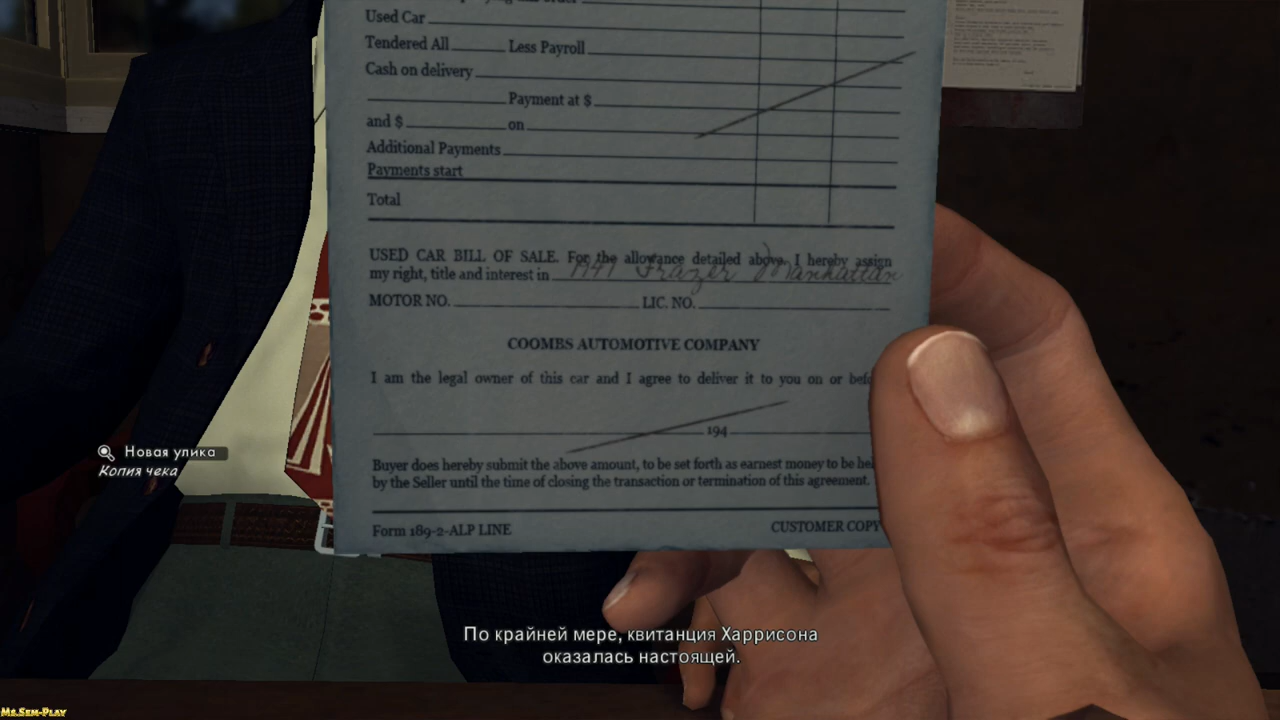 Used Car
Tendered All Less Payroll
Cash on delivery
Payment at $
and $ on
Additional Payments
Payments start
Total
USED CAR BILL OF SALE. For the allowance detailed above, I hereby assign
my right, title and interest in 1947 Frazer Manhattan
MOTOR NO. LIC. NO.
COOMBS AUTOMOTIVE COMPANY
I am the legal owner of this car and I agree to deliver it to you on or
194
Buyer does hereby submit the above amount, to be set forth as earnest money to be
by the Seller until the time of closing the transaction or termination of this agreement.
Form 189-2-ALP LINE CUSTOMER COPY
Новая улика
Копия чека
По крайней мере, квитанция Харрисона
оказалась настоящей.
Ms.Sem-Play